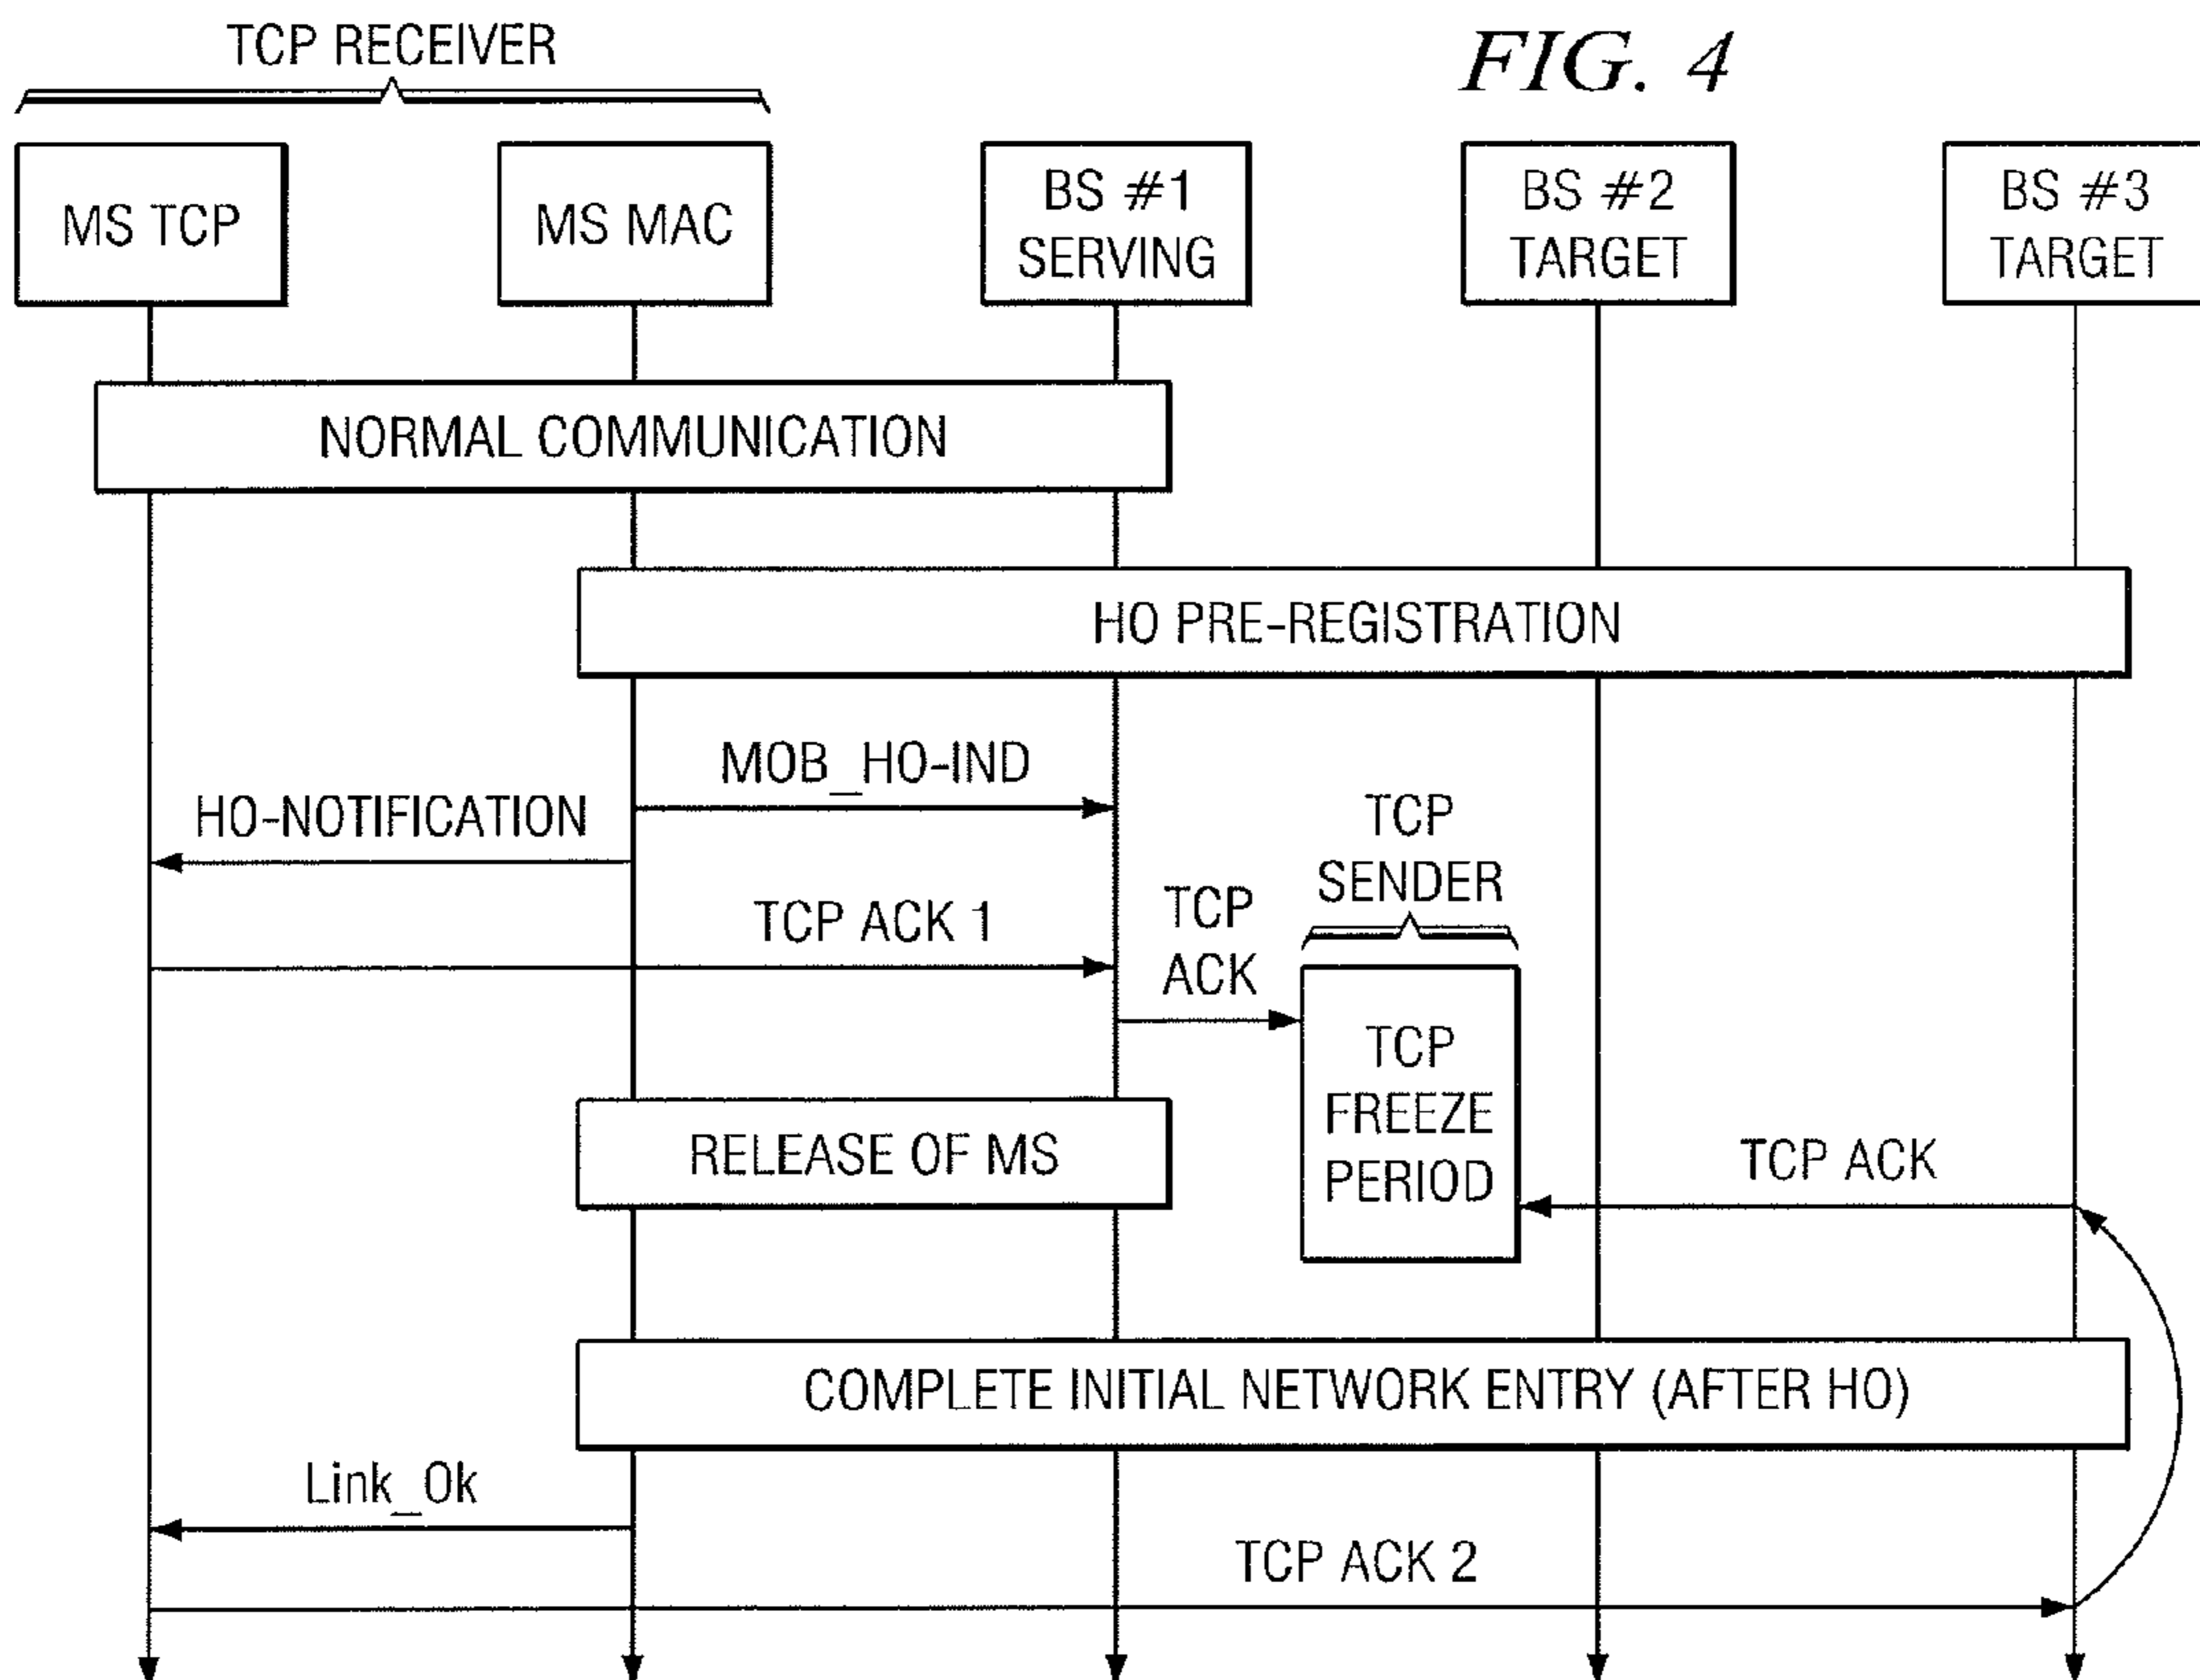 FIG. 4
TCP RECEIVER
MS TCP
MS MAC
BS #1
SERVING
BS #2
TARGET
BS #3
TARGET
NORMAL COMMUNICATION
HO PRE-REGISTRATION
MOB_HO-IND
HO-NOTIFICATION
TCP ACK 1
TCP
ACK
TCP
SENDER
TCP
FREEZE
PERIOD
RELEASE OF MS
TCP ACK
COMPLETE INITIAL NETWORK ENTRY (AFTER HO)
Link_Ok
TCP ACK 2